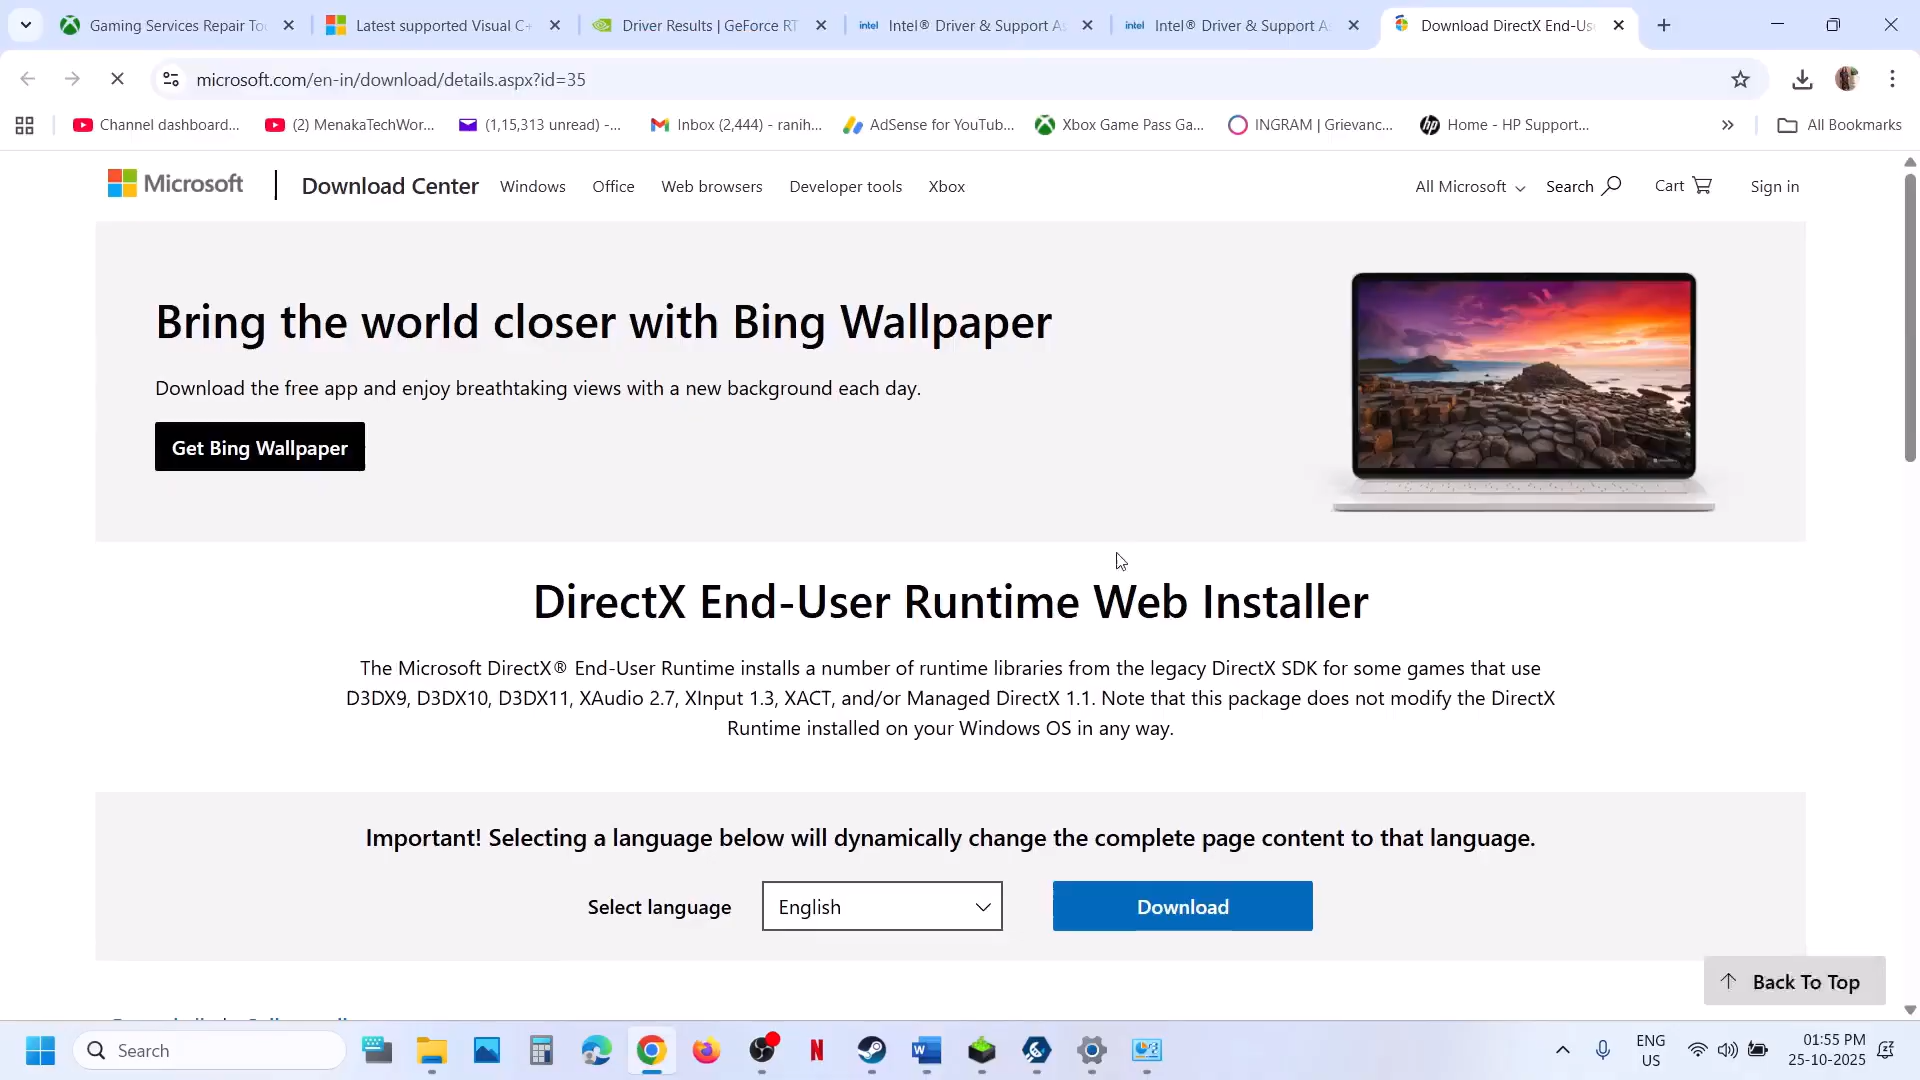 Gaming Services Repair To
Latest supported Visual C+
Driver Results | GeForce RT
intel Intel® Driver & Support As
intel Intel® Driver & Support A
Download DirectX End-Us
microsoft.com/en-in/download/details.aspx?id=35
Channel dashboard...
(2) MenakaTechWor...
(1,15,313 unread) -...
Inbox (2,444) - ranih...
AdSense for YouTub...
Xbox Game Pass Ga...
INGRAM | Grievanc...
Home - HP Support...
All Bookmarks
Microsoft
Download Center
Windows
Office
Web browsers
Developer tools
Xbox
All Microsoft
Search
Cart
Sign in
Bring the world closer with Bing Wallpaper
Download the free app and enjoy breathtaking views with a new background each day.
Get Bing Wallpaper
DirectX End-User Runtime Web Installer
The Microsoft DirectX® End-User Runtime installs a number of runtime libraries from the legacy DirectX SDK for some games that use
D3DX9, D3DX10, D3DX11, XAudio 2.7, XInput 1.3, XACT, and/or Managed DirectX 1.1. Note that this package does not modify the DirectX
Runtime installed on your Windows OS in any way.
Important! Selecting a language below will dynamically change the complete page content to that language.
Select language
English
Download
Back To Top
Search
ENG
US
01:55 PM
25-10-2025